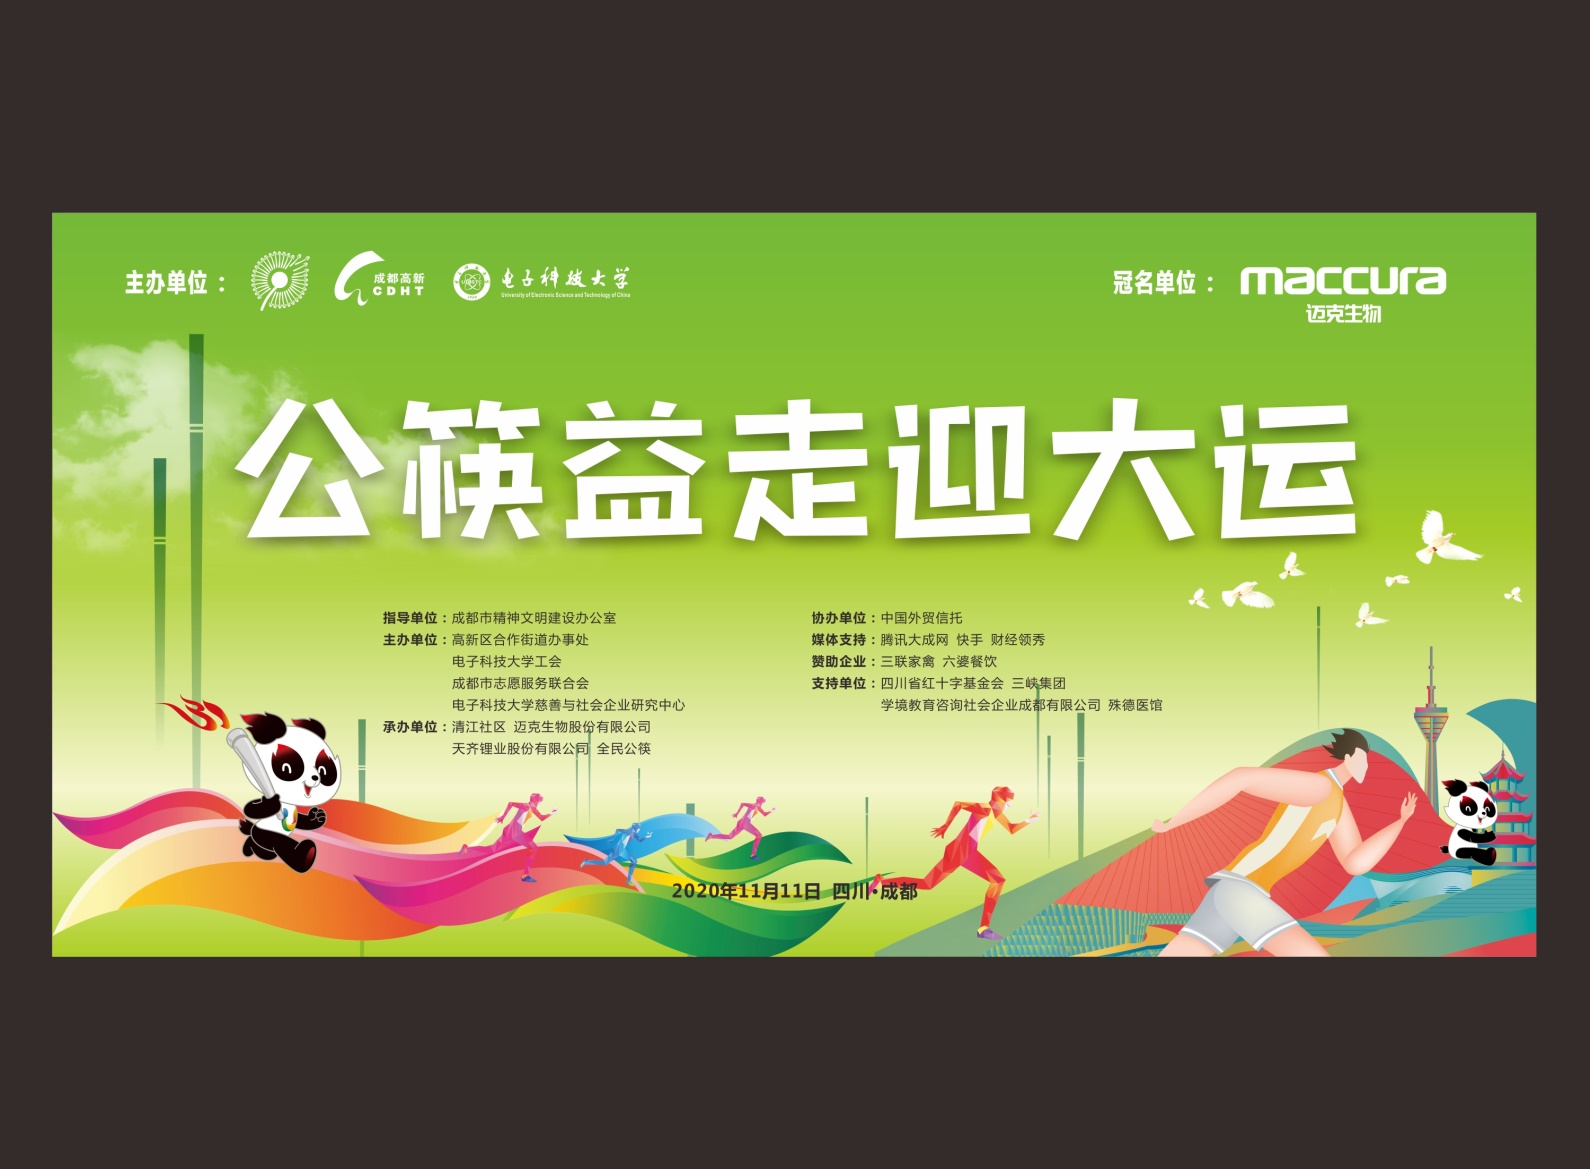 主办单位：
成都高新
CDHT
电子科技大学
University of Electronic Science and Technology of China
冠名单位：
maccura
迈克生物
公筷益走迎大运
指导单位：成都市精神文明建设办公室
主办单位：高新区合作街道办事处
电子科技大学工会
成都市志愿服务联合会
电子科技大学慈善与社会企业研究中心
承办单位：清江社区 迈克生物股份有限公司
天齐锂业股份有限公司 全民公筷
协办单位：中国外贸信托
媒体支持：腾讯大成网 快手 财经领秀
赞助企业：三联家禽 六婆餐饮
支持单位：四川省红十字基金会 三峡集团
学境教育咨询社会企业成都有限公司 殊德医馆
2020年11月11日 四川·成都